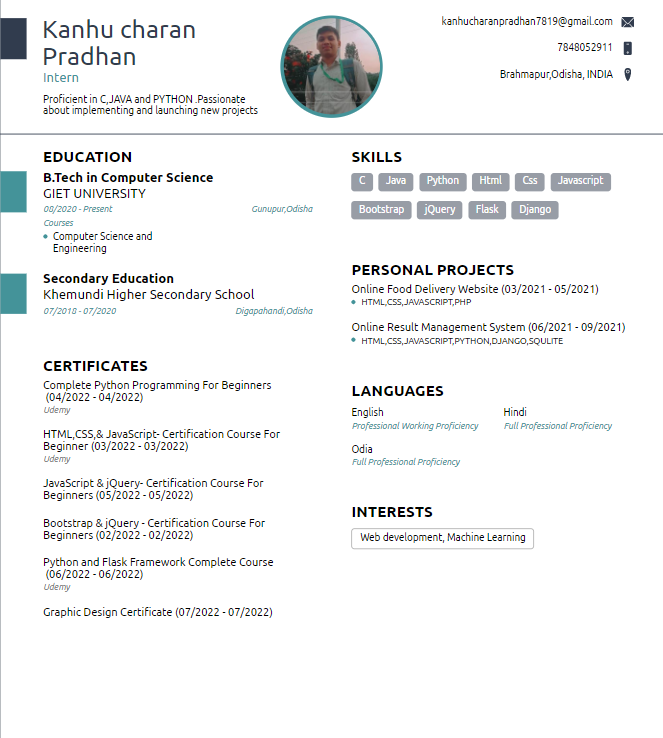 Kanhu charan
Pradhan
Intern
Proficient in C,JAVA and PYTHON .Passionate
about implementing and launching new projects
kanhucharanpradhan7819@gmail.com
7848052911
Brahmapur,Odisha, INDIA
EDUCATION
B.Tech in Computer Science
GIET UNIVERSITY
08/2020 - Present
Gunupur,Odisha
Courses
Computer Science and
Engineering
Secondary Education
Khemundi Higher Secondary School
07/2018 - 07/2020
Digapahandi,Odisha
CERTIFICATES
Complete Python Programming For Beginners
(04/2022 - 04/2022)
Udemy
HTML,CSS,& JavaScript- Certification Course For
Beginner (03/2022 - 03/2022)
Udemy
JavaScript & jQuery- Certification Course For
Beginners (05/2022 - 05/2022)
Bootstrap & jQuery - Certification Course For
Beginners (02/2022 - 02/2022)
Python and Flask Framework Complete Course
(06/2022 - 06/2022)
Udemy
Graphic Design Certificate (07/2022 - 07/2022)
SKILLS
C Java Python Html Css Javascript
Bootstrap jQuery Flask Django
PERSONAL PROJECTS
Online Food Delivery Website (03/2021 - 05/2021)
HTML,CSS,JAVASCRIPT,PHP
Online Result Management System (06/2021 - 09/2021)
HTML,CSS,JAVASCRIPT,PYTHON,DJANGO,SQULITE
LANGUAGES
English
Professional Working Proficiency
Hindi
Full Professional Proficiency
Odia
Full Professional Proficiency
INTERESTS
Web development, Machine Learning